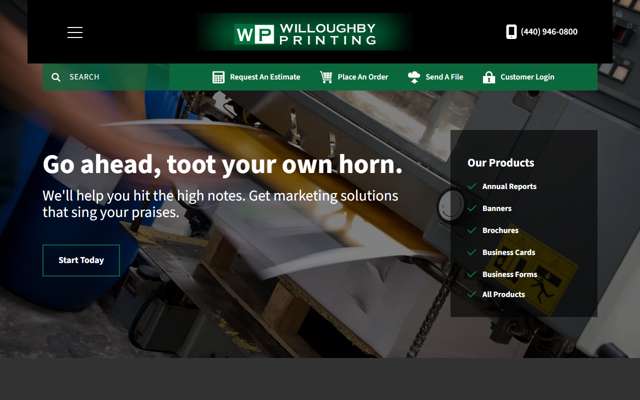 WP WILLOUGHBY
PRINTING
(440) 946-0800
SEARCH
Request An Estimate
Place An Order
Send A File
Customer Login
Go ahead, toot your own horn.
We'll help you hit the high notes. Get marketing solutions
that sing your praises.
Start Today
Our Products
Annual Reports
Banners
Brochures
Business Cards
Business Forms
All Products